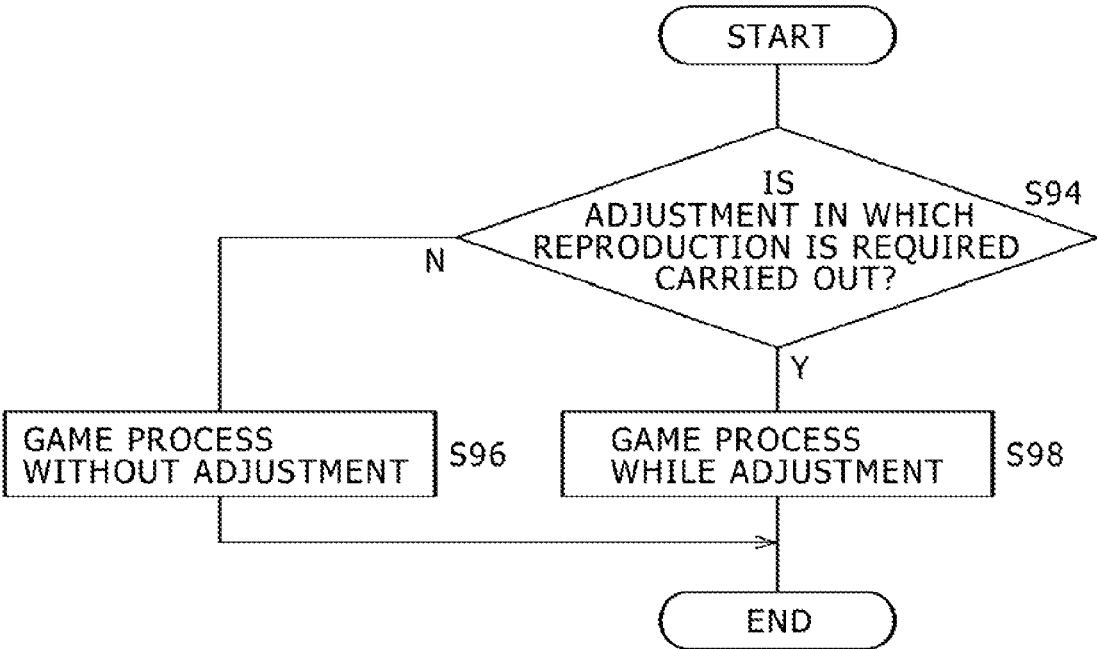 START
IS
ADJUSTMENT IN WHICH
REPRODUCTION IS REQUIRED
CARRIED OUT?
S94
N
Y
GAME PROCESS
WITHOUT ADJUSTMENT
S96
GAME PROCESS
WHILE ADJUSTMENT
S98
END